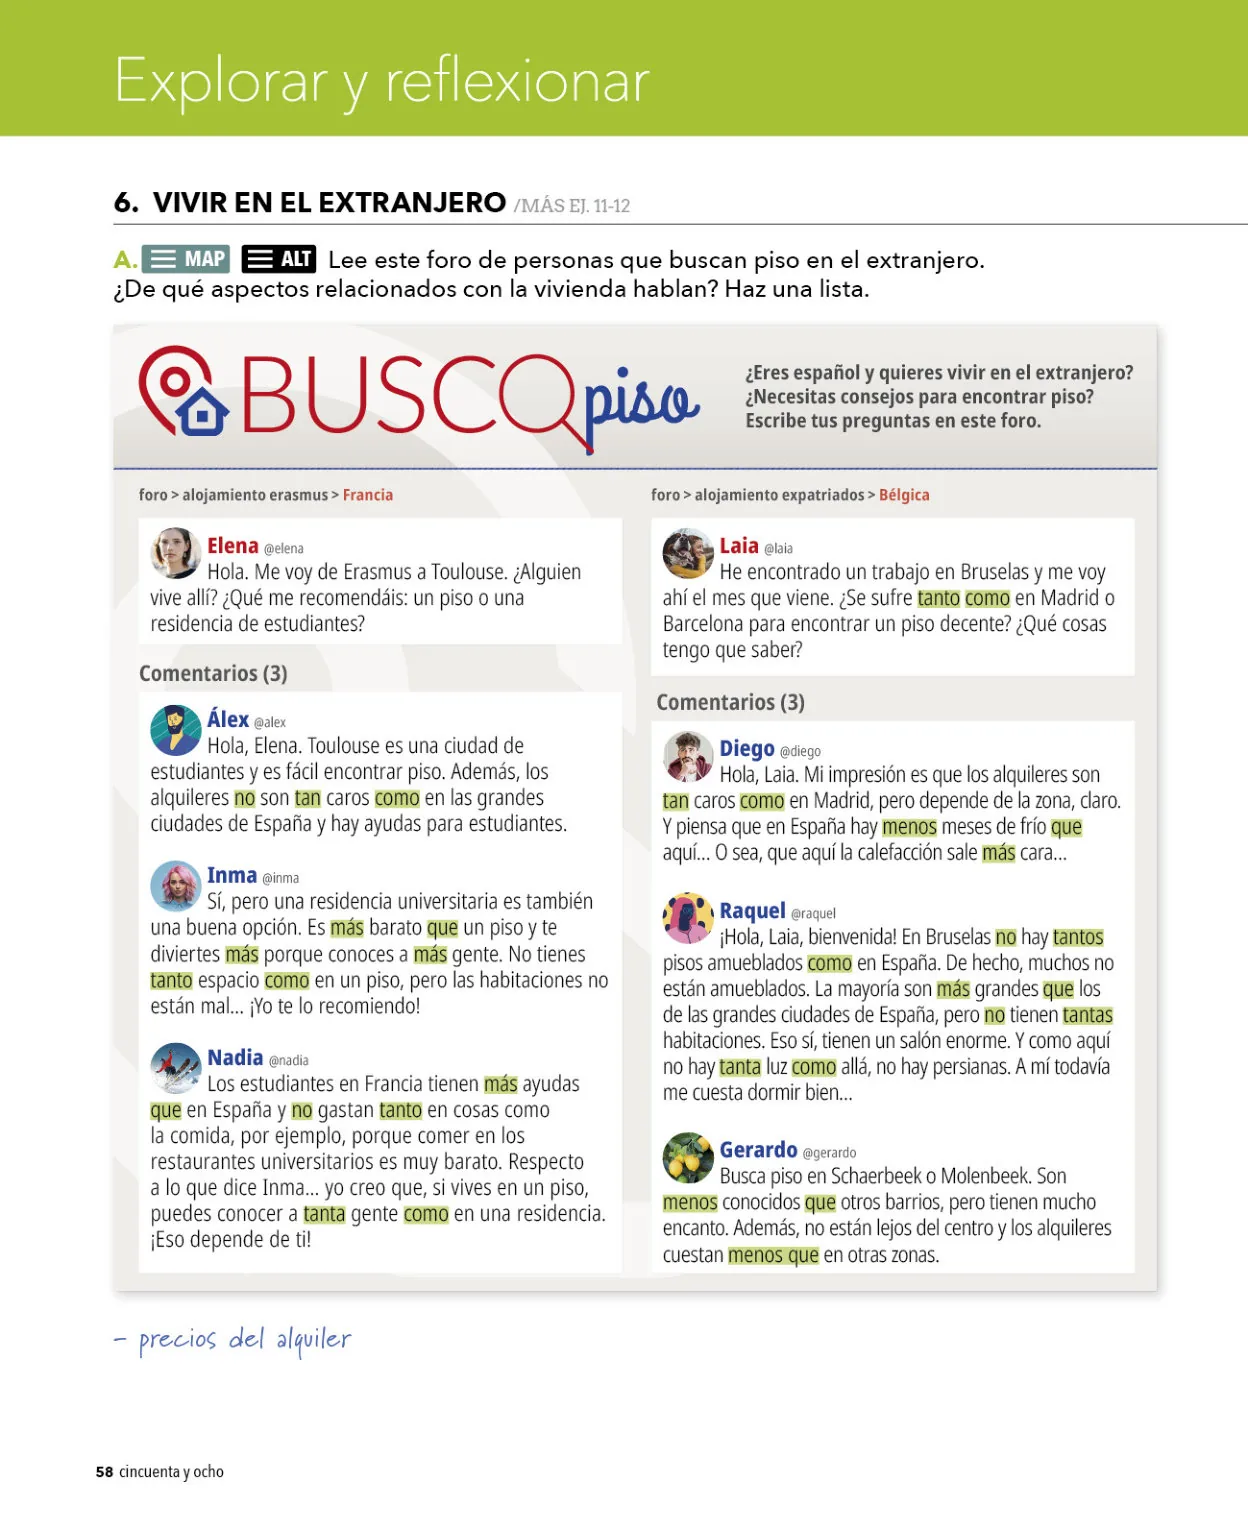 Explorar y reflexionar
6. VIVIR EN EL EXTRANJERO /MÁS EJ. 11-12
A. MAP ALT Lee este foro de personas que buscan piso en el extranjero.
¿De qué aspectos relacionados con la vivienda hablan? Haz una lista.
BUSCO piso
¿Eres español y quieres vivir en el extranjero?
¿Necesitas consejos para encontrar piso?
Escribe tus preguntas en este foro.
foro > alojamiento erasmus > Francia
Elena @elena
Hola. Me voy de Erasmus a Toulouse. ¿Alguien
vive allí? ¿Qué me recomendáis: un piso o una
residencia de estudiantes?
Comentarios (3)
Álex @alex
Hola, Elena. Toulouse es una ciudad de
estudiantes y es fácil encontrar piso. Además, los
alquileres no son tan caros como en las grandes
ciudades de España y hay ayudas para estudiantes.
Inma @inma
Sí, pero una residencia universitaria es también
una buena opción. Es más barato que un piso y te
diviertes más porque conoces a más gente. No tienes
tanto espacio como en un piso, pero las habitaciones no
están mal... ¡Yo te lo recomiendo!
Nadia @nadia
Los estudiantes en Francia tienen más ayudas
que en España y no gastan tanto en cosas como
la comida, por ejemplo, porque comer en los
restaurantes universitarios es muy barato. Respecto
a lo que dice Inma... yo creo que, si vives en un piso,
puedes conocer a tanta gente como en una residencia.
¡Eso depende de ti!
foro > alojamiento expatriados > Bélgica
Laia @laia
He encontrado un trabajo en Bruselas y me voy
ahí el mes que viene. ¿Se sufre tanto como en Madrid o
Barcelona para encontrar un piso decente? ¿Qué cosas
tengo que saber?
Comentarios (3)
Diego @diego
Hola, Laia. Mi impresión es que los alquileres son
tan caros como en Madrid, pero depende de la zona, claro.
Y piensa que en España hay menos meses de frío que
aquí... O sea, que aquí la calefacción sale más cara...
Raquel @raquel
¡Hola, Laia, bienvenida! En Bruselas no hay tantos
pisos amueblados como en España. De hecho, muchos no
están amueblados. La mayoría son más grandes que los
de las grandes ciudades de España, pero no tienen tantas
habitaciones. Eso sí, tienen un salón enorme. Y como aquí
no hay tanta luz como allá, no hay persianas. A mí todavía
me cuesta dormir bien...
Gerardo @gerardo
Busca piso en Schaerbeek o Molenbeek. Son
menos conocidos que otros barrios, pero tienen mucho
encanto. Además, no están lejos del centro y los alquileres
cuestan menos que en otras zonas.
– precios del alquiler
58 cincuenta y ocho